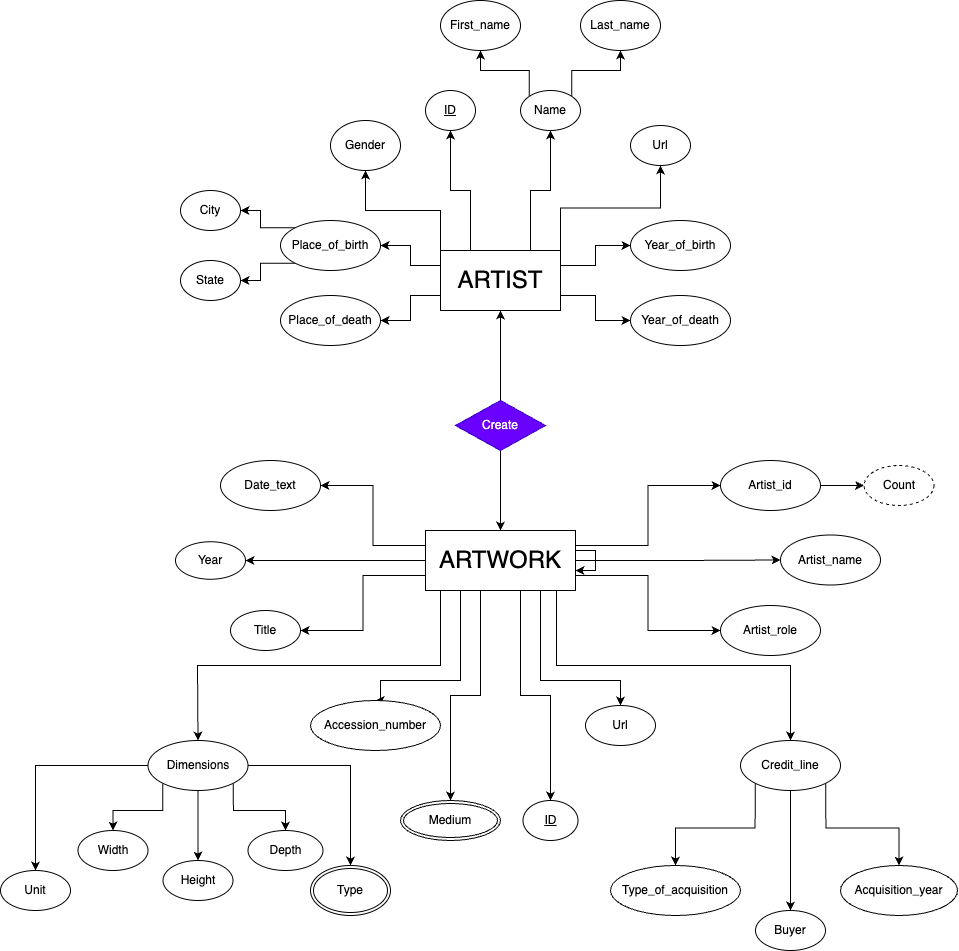 First_name
Last_name
ID
Name
Gender
Url
City
Place_of_birth
Year_of_birth
State
ARTIST
Place_of_death
Year_of_death
Create
Date_text
Artist_id
Count
Year
ARTWORK
Artist_name
Title
Artist_role
Accession_number
Url
Dimensions
Credit_line
Medium
ID
Width
Depth
Height
Unit
Type
Type_of_acquisition
Acquisition_year
Buyer